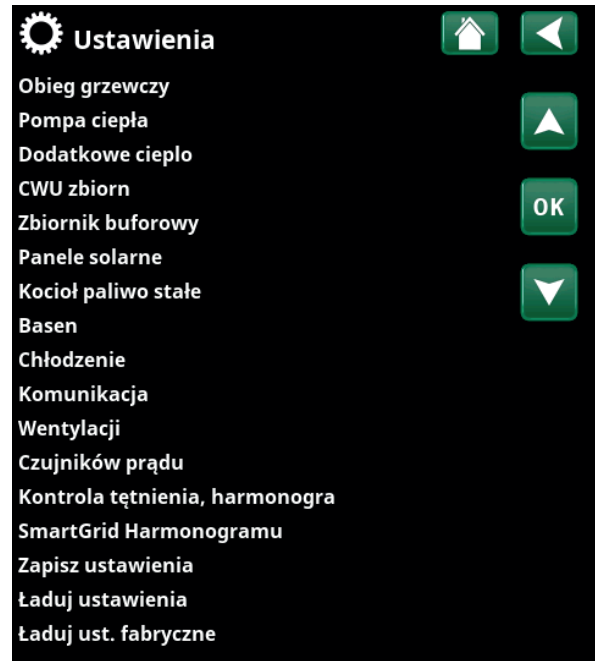 Ustawienia
Obieg grzewczy
Pompa ciepła
Dodatkowe cieplo
CWU zbiorn
Zbiornik buforowy
OK
Panele solarne
Kocioł paliwo stałe
Basen
Chłodzenie
Komunikacja
Wentylacji
Czujników prądu
Kontrola tętnienia, harmonogra
SmartGrid Harmonogramu
Zapisz ustawienia
Ładuj ustawienia
Ładuj ust. fabryczne